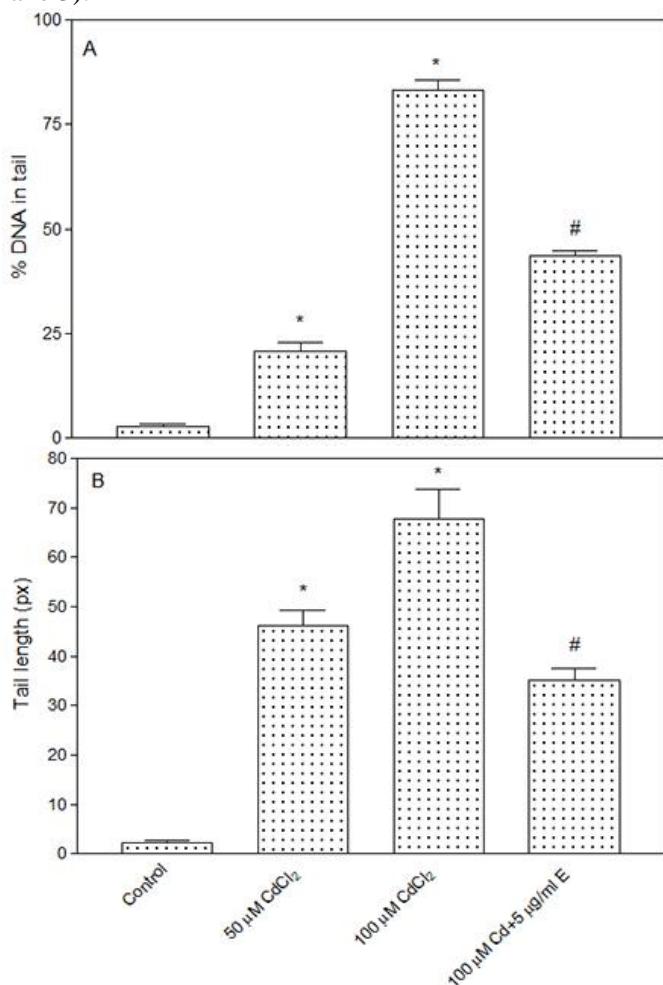 100
A
*
75
% DNA in tail
50
#
*
25
0
80
B
*
70
60
*
50
Tail length (px)
40
#
30
20
10
0
Control
50 µM CdCl₂
100 µM CdCl₂
100 µM Cd+5 µg/ml E